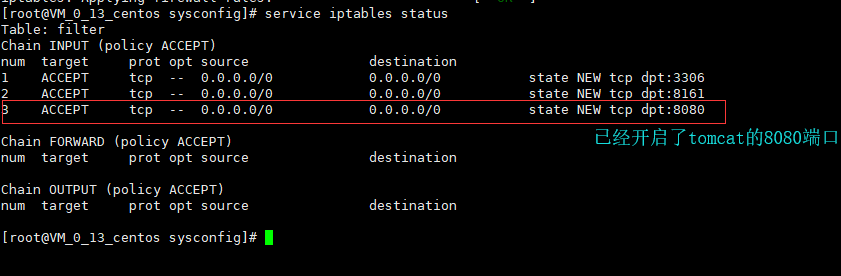 iptables: Applying firewall rules: [ OK ]
[root@VM_0_13_centos sysconfig]# service iptables status
Table: filter
Chain INPUT (policy ACCEPT)
num target prot opt source destination
1 ACCEPT tcp -- 0.0.0.0/0 0.0.0.0/0 state NEW tcp dpt:3306
2 ACCEPT tcp -- 0.0.0.0/0 0.0.0.0/0 state NEW tcp dpt:8161
3 ACCEPT tcp -- 0.0.0.0/0 0.0.0.0/0 state NEW tcp dpt:8080
已经开启了tomcat的8080端口
Chain FORWARD (policy ACCEPT)
num target prot opt source destination
Chain OUTPUT (policy ACCEPT)
num target prot opt source destination
[root@VM_0_13_centos sysconfig]#